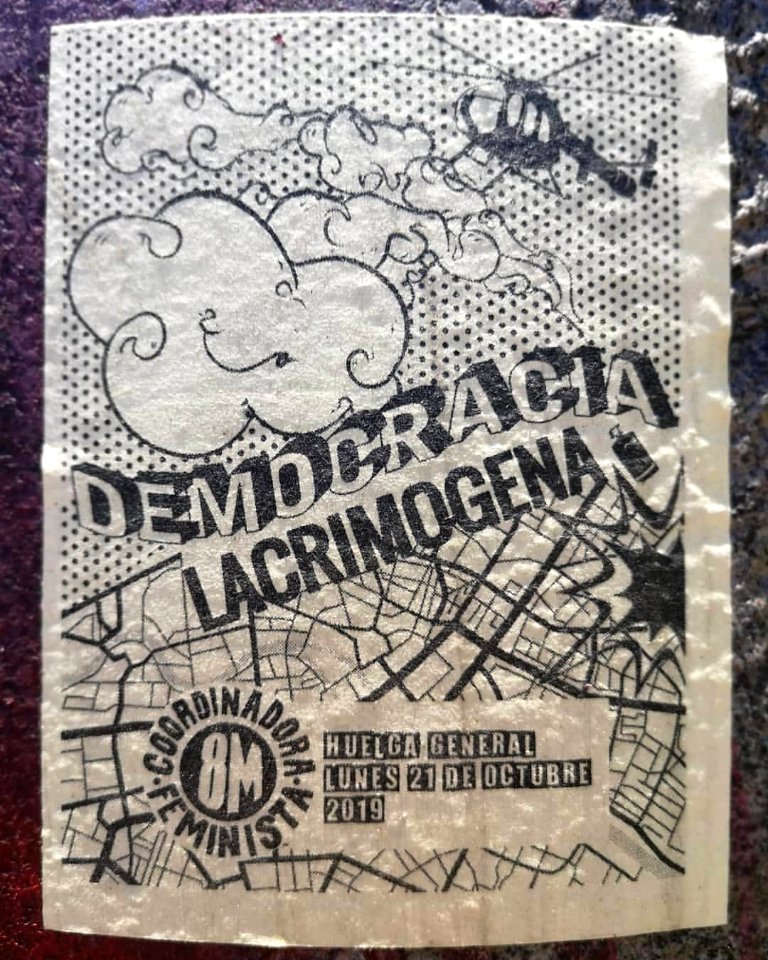 DEMOCRACIA
LACRIMOGENA
·COORDINADORA·
8M
FEMINISTA
HUELGA GENERAL
LUNES 21 DE OCTUBRE
2019